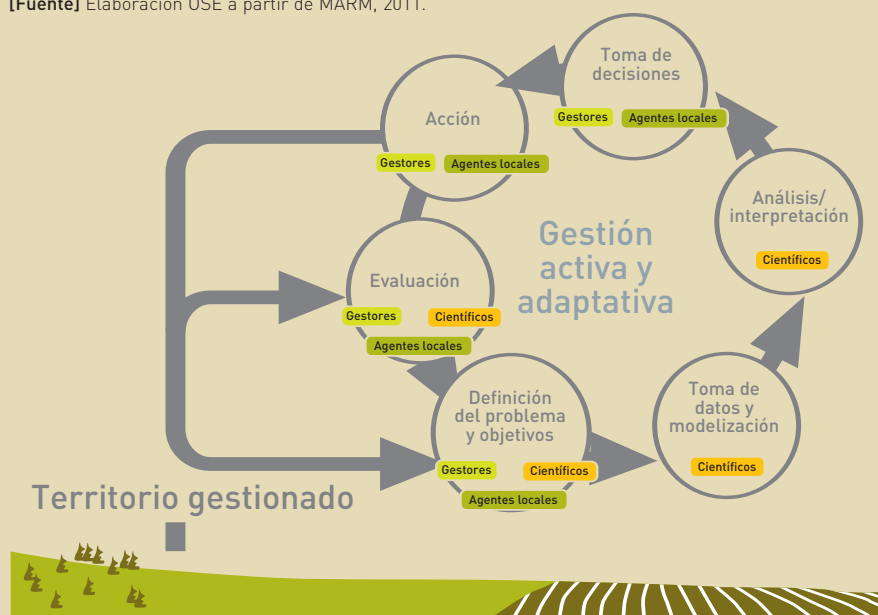 [Fuente] Elaboración OSE a partir de MARM, 2011.
Toma de
decisiones
Gestores
Agentes locales
Acción
Gestores
Agentes locales
Análisis/
interpretación
Científicos
Gestión
activa y
adaptativa
Evaluación
Gestores
Científicos
Agentes locales
Definición
del problema
y objetivos
Gestores
Científicos
Agentes locales
Toma de
datos y
modelización
Científicos
Territorio gestionado